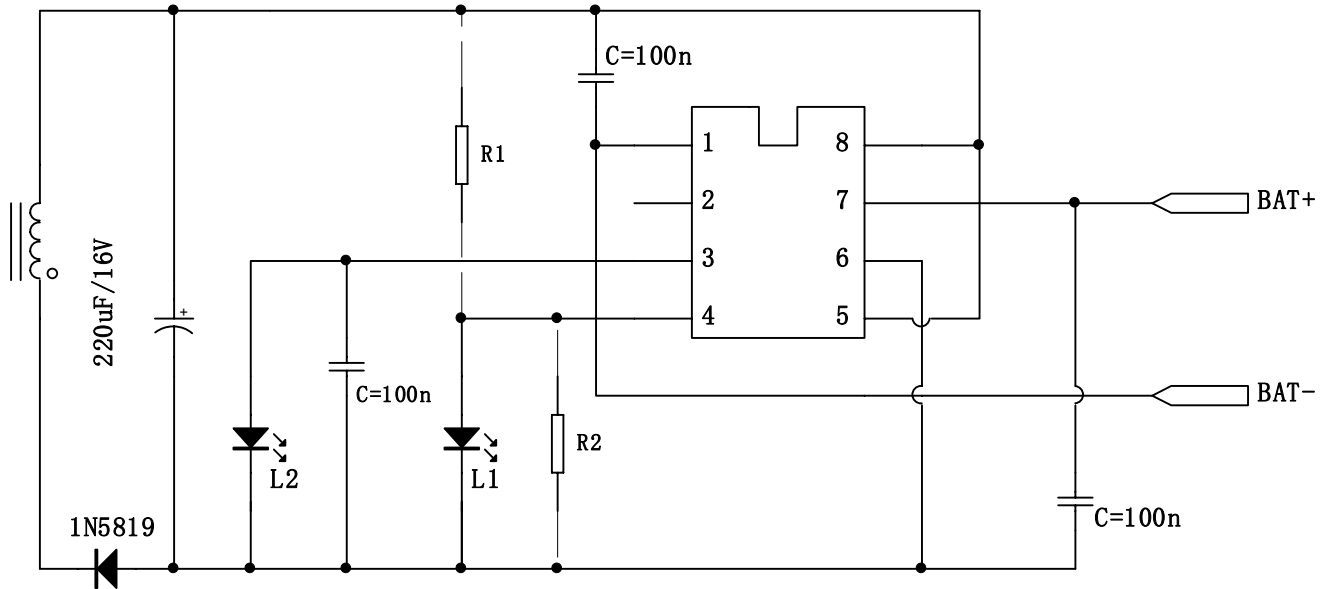 C=100n
R1
1
8
2
7
BAT+
220uF/16V
+
3
6
4
5
C=100n
BAT-
R2
L2
L1
C=100n
1N5819